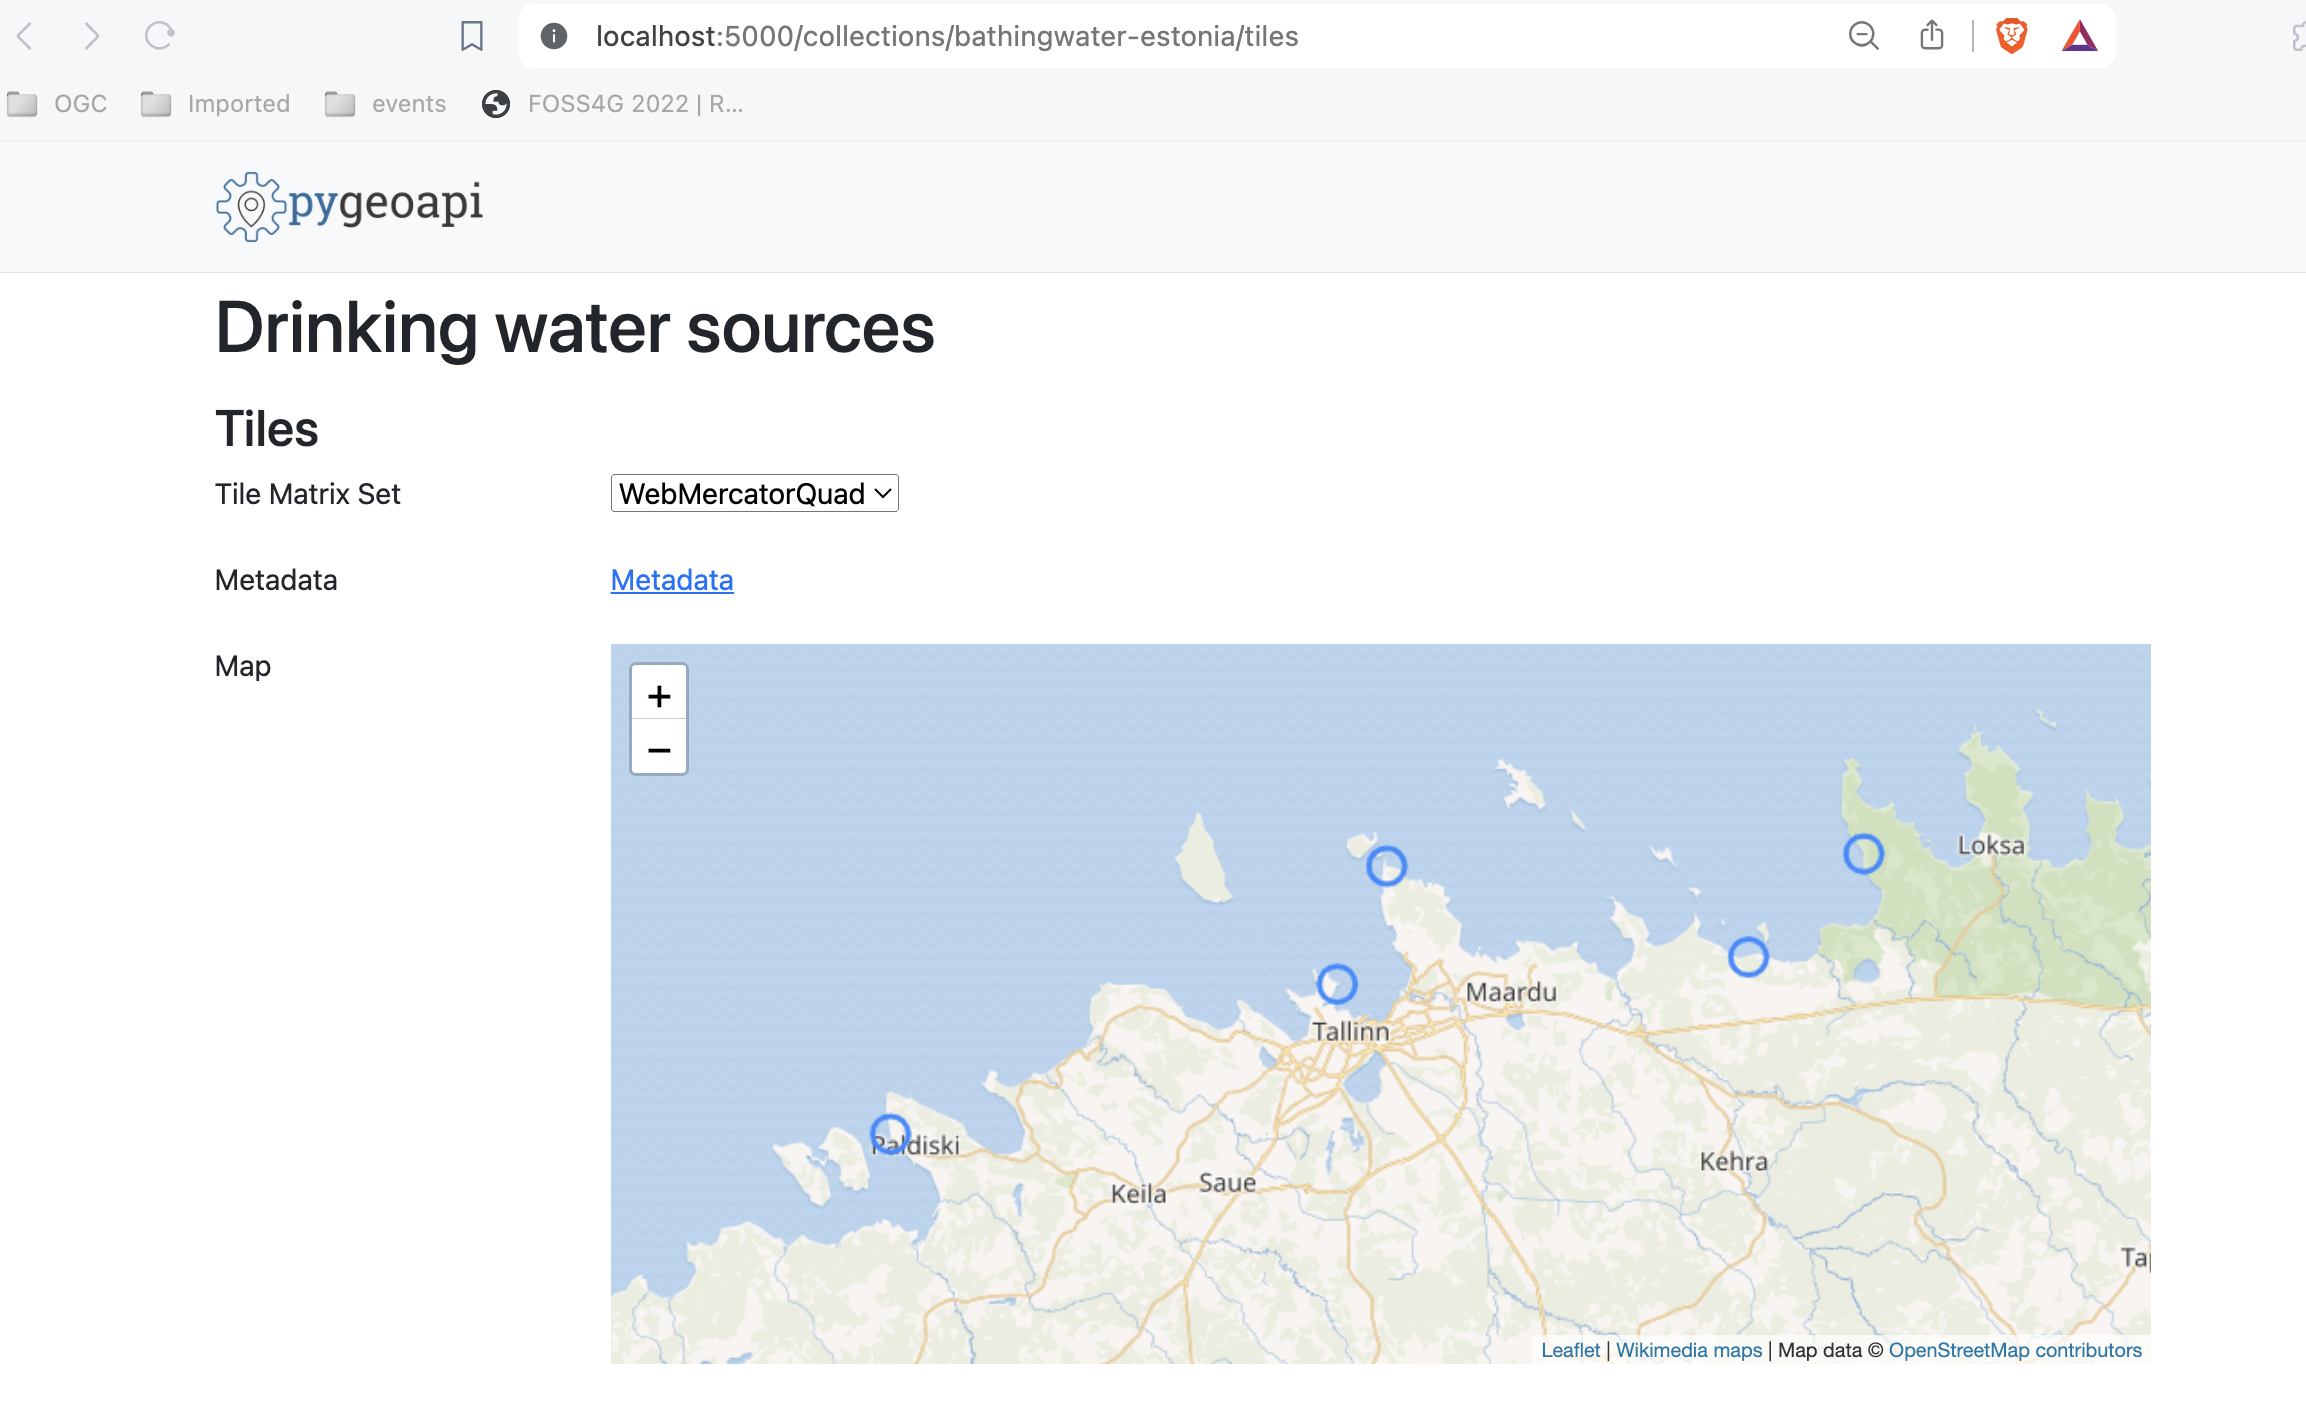 localhost:5000/collections/bathingwater-estonia/tiles
OGC Imported events FOSS4G 2022 | R...
pygeoapi
Drinking water sources
Tiles
Tile Matrix Set WebMercatorQuad
Metadata Metadata
Map
+
−
Loksa
Maardu
Tallinn
Paldiski
Kehra
Saue
Keila
Tap
Leaflet | Wikimedia maps | Map data © OpenStreetMap contributors